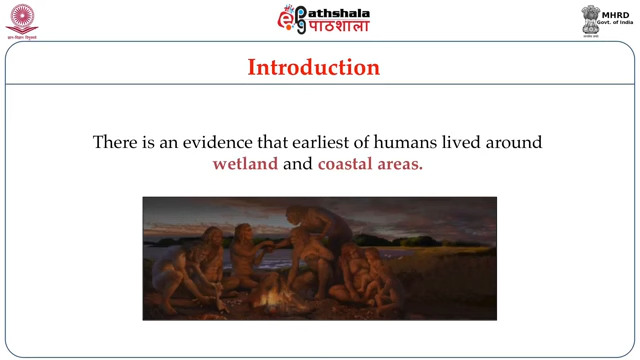 ePathshala
पाठशाला
MHRD
Govt. of India
Introduction
There is an evidence that earliest of humans lived around
wetland and coastal areas.